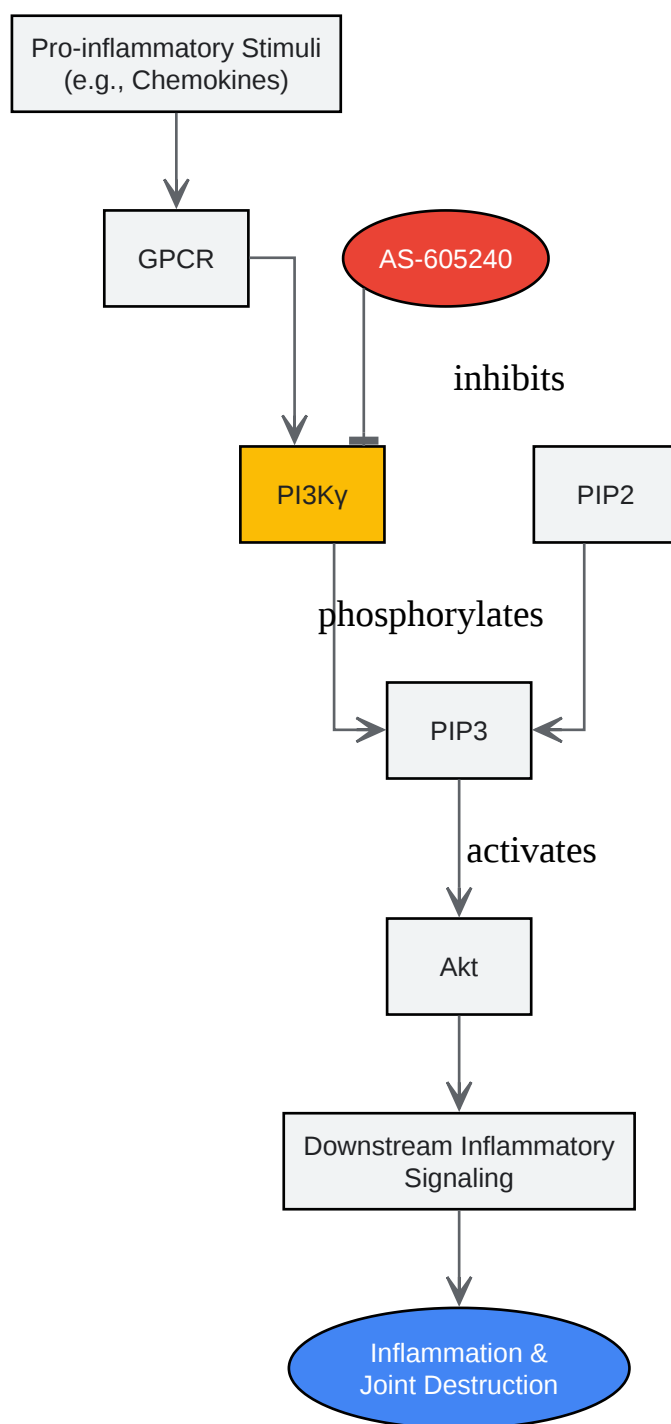 Pro-inflammatory Stimuli
(e.g., Chemokines)
GPCR
AS-605240
inhibits
PI3Kγ
PIP2
phosphorylates
PIP3
activates
Akt
Downstream Inflammatory
Signaling
Inflammation &
Joint Destruction